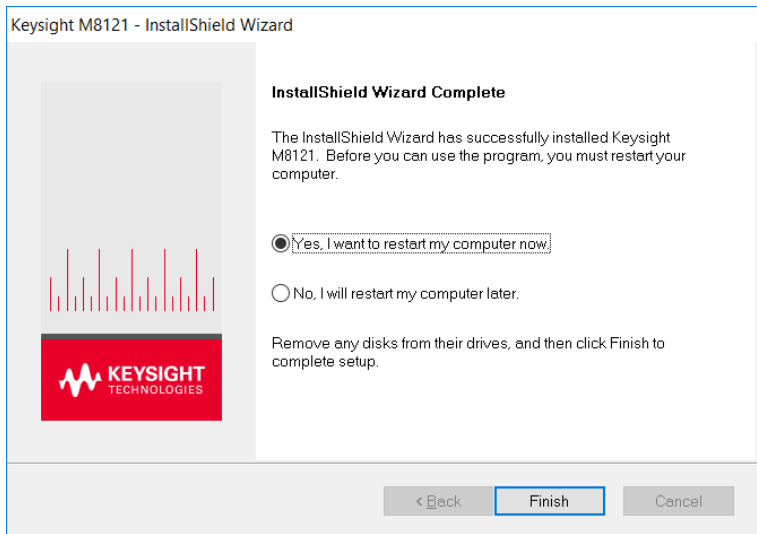 Keysight M8121 - InstallShield Wizard
InstallShield Wizard Complete
The InstallShield Wizard has successfully installed Keysight
M8121.  Before you can use the program, you must restart your
computer.
Yes, I want to restart my computer now.
No, I will restart my computer later.
Remove any disks from their drives, and then click Finish to
complete setup.
KEYSIGHT
TECHNOLOGIES
< Back
Finish
Cancel